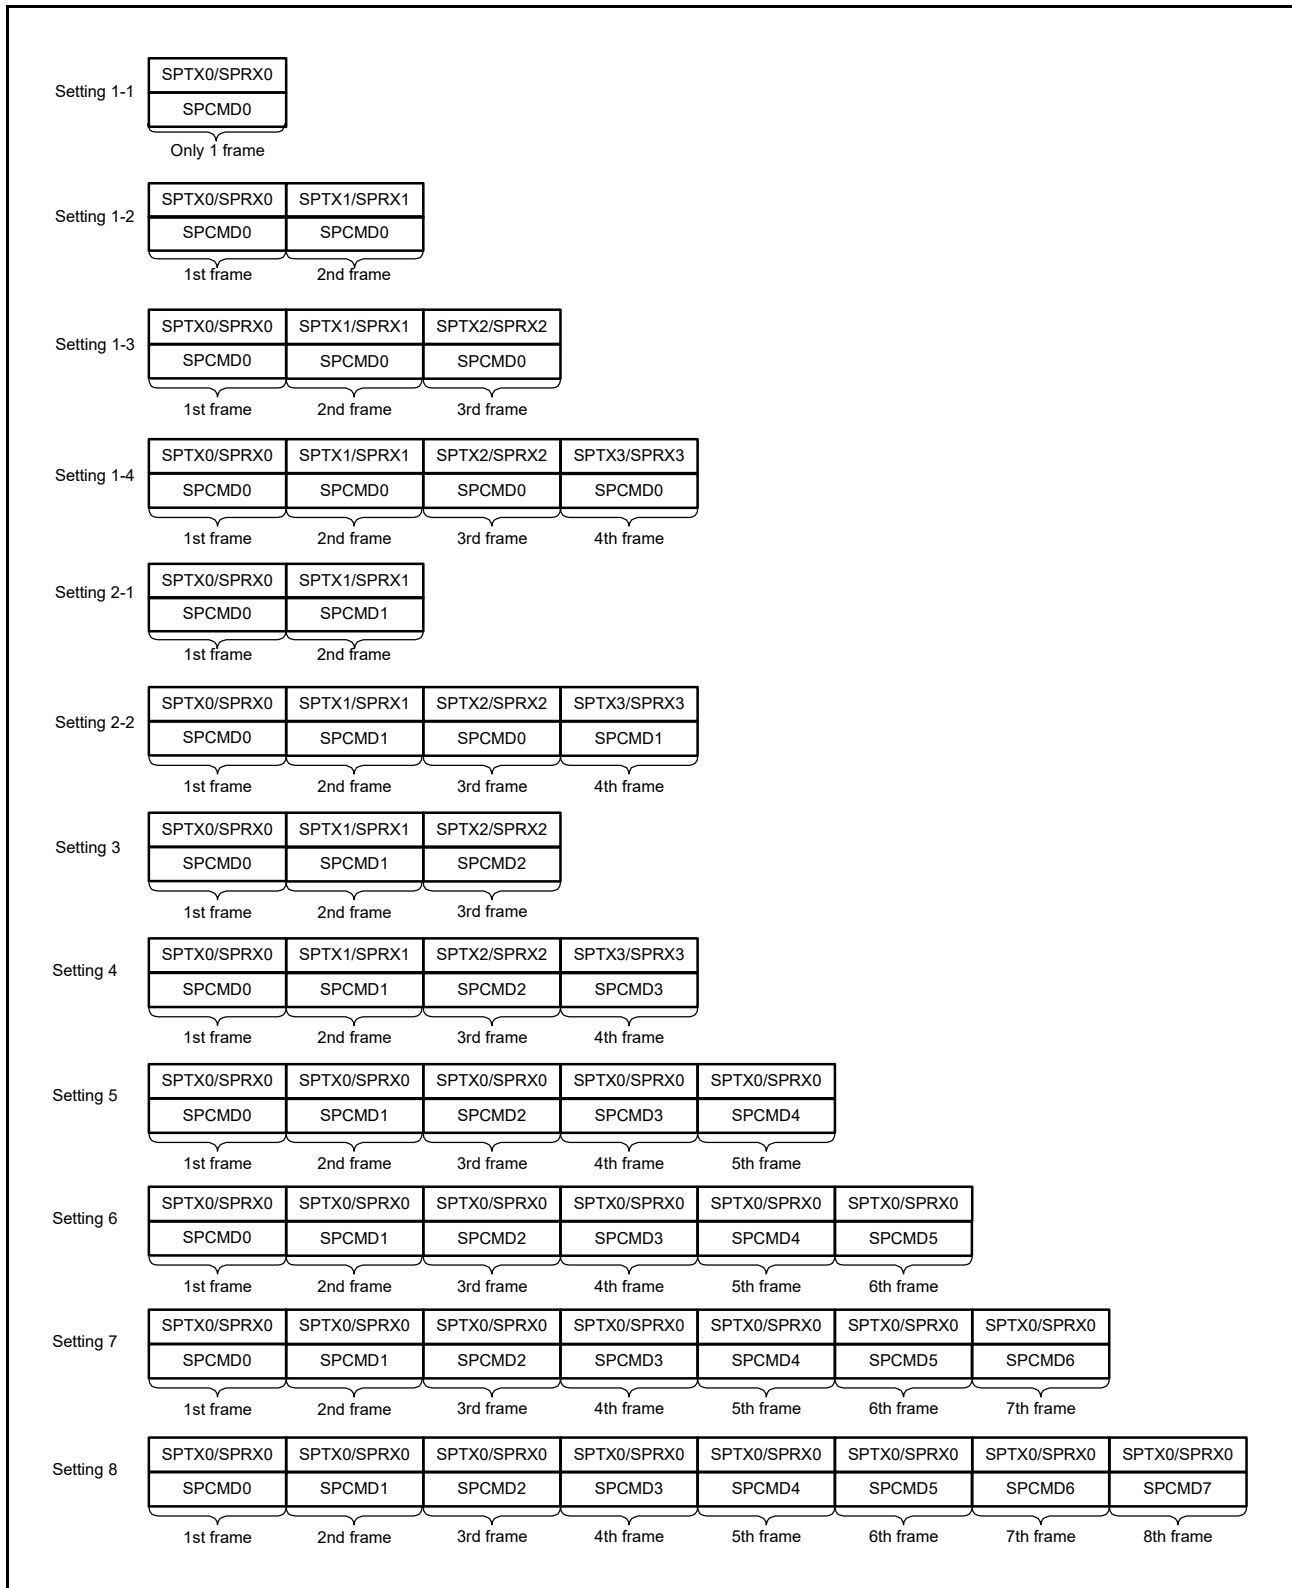 SPTX0/SPRX0
Setting 1-1
SPCMD0
Only 1 frame
SPTX0/SPRX0 SPTX1/SPRX1
Setting 1-2
SPCMD0 SPCMD0
1st frame 2nd frame
SPTX0/SPRX0 SPTX1/SPRX1 SPTX2/SPRX2
Setting 1-3
SPCMD0 SPCMD0 SPCMD0
1st frame 2nd frame 3rd frame
SPTX0/SPRX0 SPTX1/SPRX1 SPTX2/SPRX2 SPTX3/SPRX3
Setting 1-4
SPCMD0 SPCMD0 SPCMD0 SPCMD0
1st frame 2nd frame 3rd frame 4th frame
SPTX0/SPRX0 SPTX1/SPRX1
Setting 2-1
SPCMD0 SPCMD1
1st frame 2nd frame
SPTX0/SPRX0 SPTX1/SPRX1 SPTX2/SPRX2 SPTX3/SPRX3
Setting 2-2
SPCMD0 SPCMD1 SPCMD0 SPCMD1
1st frame 2nd frame 3rd frame 4th frame
SPTX0/SPRX0 SPTX1/SPRX1 SPTX2/SPRX2
Setting 3
SPCMD0 SPCMD1 SPCMD2
1st frame 2nd frame 3rd frame
SPTX0/SPRX0 SPTX1/SPRX1 SPTX2/SPRX2 SPTX3/SPRX3
Setting 4
SPCMD0 SPCMD1 SPCMD2 SPCMD3
1st frame 2nd frame 3rd frame 4th frame
SPTX0/SPRX0 SPTX0/SPRX0 SPTX0/SPRX0 SPTX0/SPRX0 SPTX0/SPRX0
Setting 5
SPCMD0 SPCMD1 SPCMD2 SPCMD3 SPCMD4
1st frame 2nd frame 3rd frame 4th frame 5th frame
SPTX0/SPRX0 SPTX0/SPRX0 SPTX0/SPRX0 SPTX0/SPRX0 SPTX0/SPRX0 SPTX0/SPRX0
Setting 6
SPCMD0 SPCMD1 SPCMD2 SPCMD3 SPCMD4 SPCMD5
1st frame 2nd frame 3rd frame 4th frame 5th frame 6th frame
SPTX0/SPRX0 SPTX0/SPRX0 SPTX0/SPRX0 SPTX0/SPRX0 SPTX0/SPRX0 SPTX0/SPRX0 SPTX0/SPRX0
Setting 7
SPCMD0 SPCMD1 SPCMD2 SPCMD3 SPCMD4 SPCMD5 SPCMD6
1st frame 2nd frame 3rd frame 4th frame 5th frame 6th frame 7th frame
SPTX0/SPRX0 SPTX0/SPRX0 SPTX0/SPRX0 SPTX0/SPRX0 SPTX0/SPRX0 SPTX0/SPRX0 SPTX0/SPRX0 SPTX0/SPRX0
Setting 8
SPCMD0 SPCMD1 SPCMD2 SPCMD3 SPCMD4 SPCMD5 SPCMD6 SPCMD7
1st frame 2nd frame 3rd frame 4th frame 5th frame 6th frame 7th frame 8th frame